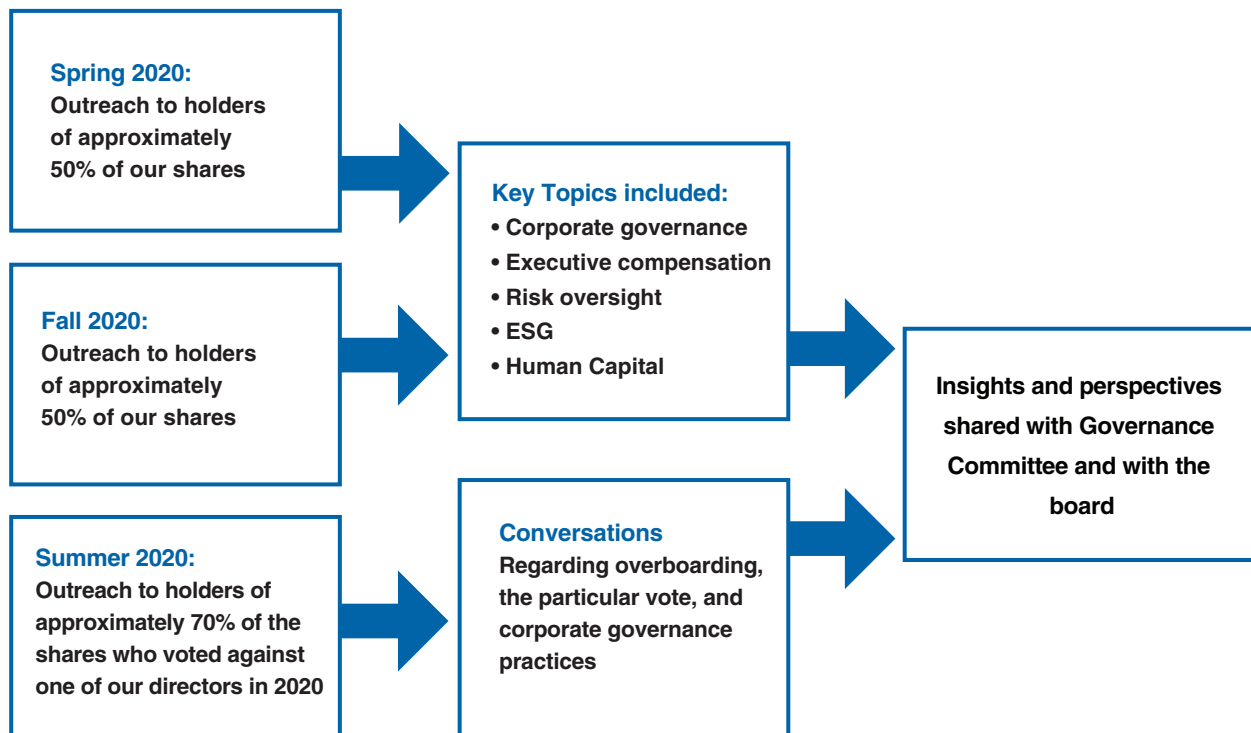 Spring 2020:
Outreach to holders
of approximately
50% of our shares
Fall 2020:
Outreach to holders
of approximately
50% of our shares
Summer 2020:
Outreach to holders of
approximately 70% of the
shares who voted against
one of our directors in 2020
Key Topics included:
• Corporate governance
• Executive compensation
• Risk oversight
• ESG
• Human Capital
Conversations
Regarding overboarding,
the particular vote, and
corporate governance
practices
Insights and perspectives
shared with Governance
Committee and with the
board